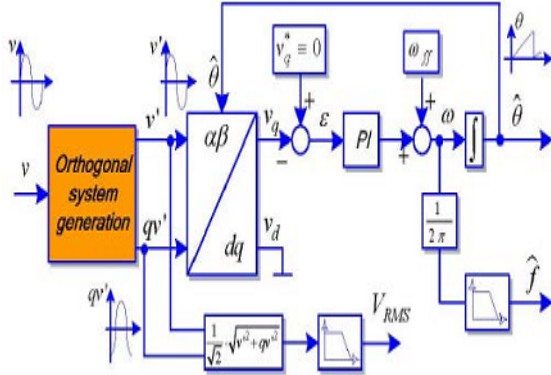 v
v'
θ̂
v*q ≡ 0
ω ff
θ
v'
αβ
vq
+
ε
PI
+
ω
∫
θ̂
v
Orthogonal
system
generation
−
+
qv'
dq
vd
1/2π
f̂
qv'
1/√2 · √v'² + qv'²
VRMS